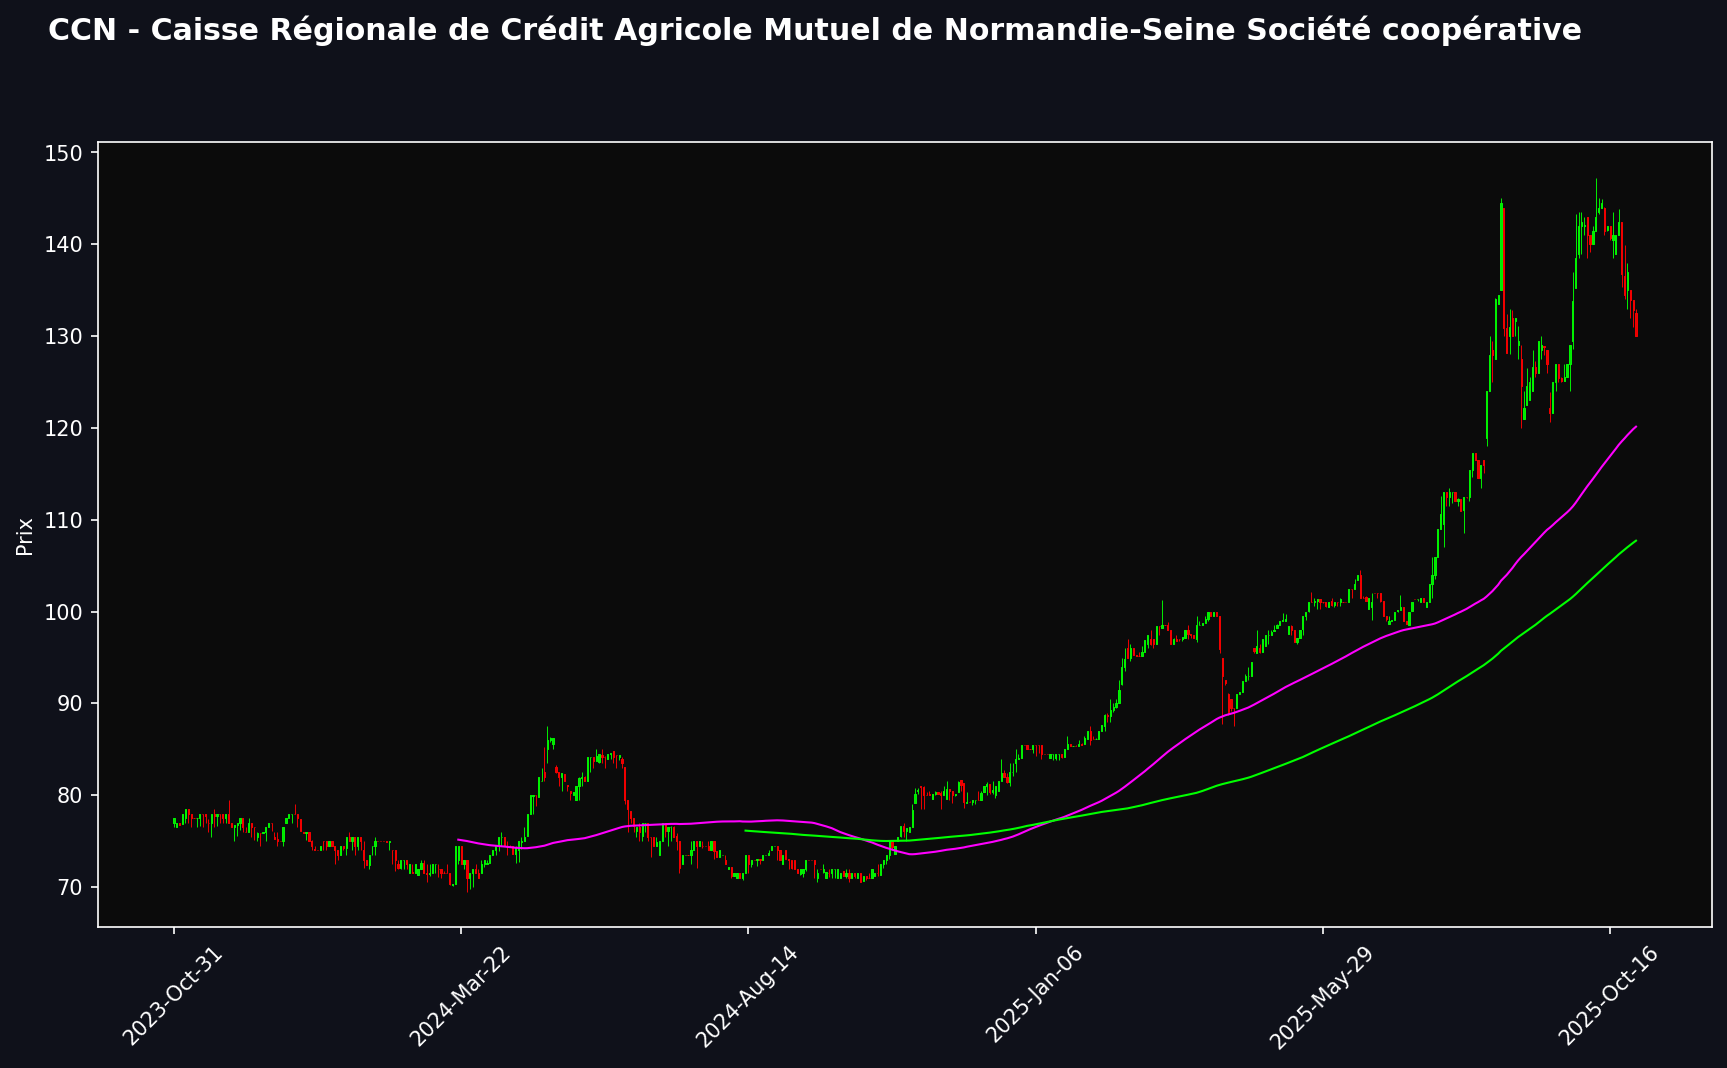 CCN - Caisse Régionale de Crédit Agricole Mutuel de Normandie-Seine Société coopérative
150
140
130
120
110
100
90
80
70
Prix
2023-Oct-31
2024-Mar-22
2024-Aug-14
2025-Jan-06
2025-May-29
2025-Oct-16